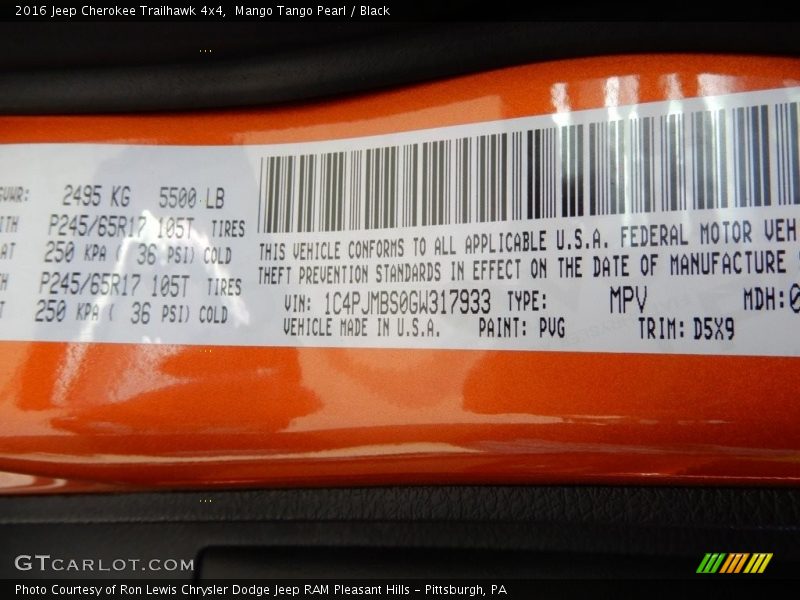 2016 Jeep Cherokee Trailhawk 4x4, Mango Tango Pearl / Black
GVWR: 2495 KG 5500 LB
P245/65R17 105T TIRES
250 KPA ( 36 PSI) COLD
P245/65R17 105T TIRES
250 KPA ( 36 PSI) COLD
THIS VEHICLE CONFORMS TO ALL APPLICABLE U.S.A. FEDERAL MOTOR VEH
THEFT PREVENTION STANDARDS IN EFFECT ON THE DATE OF MANUFACTURE
VIN: 1C4PJMBS0GW317933 TYPE: MPV MDH:0
VEHICLE MADE IN U.S.A. PAINT: PVG TRIM: D5X9
GTCARLOT.COM
Photo Courtesy of Ron Lewis Chrysler Dodge Jeep RAM Pleasant Hills - Pittsburgh, PA